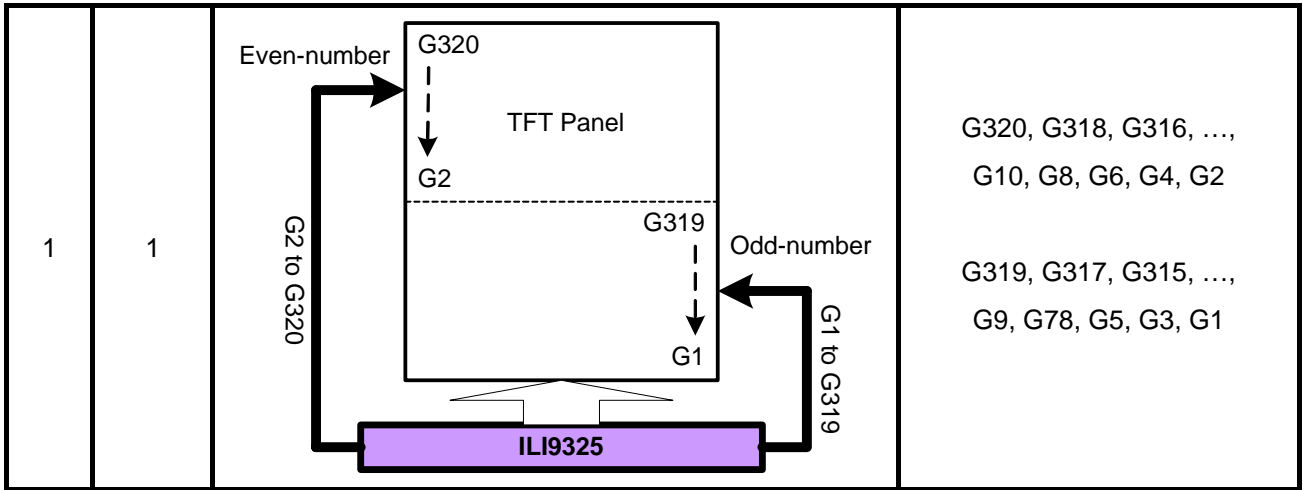 1
1
Even-number
G320
TFT Panel
G2
G319
Odd-number
G1
G2 to G320
G1 to G319
ILI9325
G320, G318, G316, …,
G10, G8, G6, G4, G2
G319, G317, G315, …,
G9, G78, G5, G3, G1